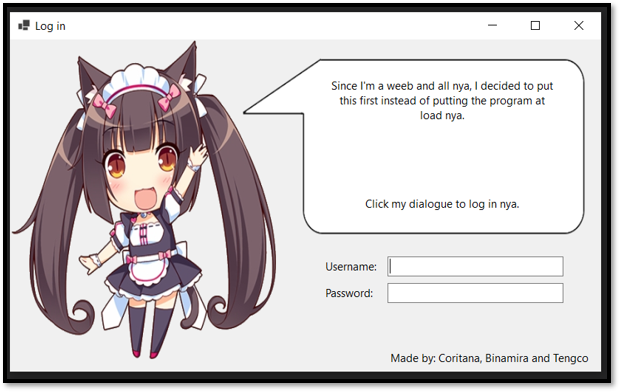 Log in
Since I'm a weeb and all nya, I decided to put
this first instead of putting the program at
load nya.
Click my dialogue to log in nya.
Username:
Password:
Made by: Coritana, Binamira and Tengco